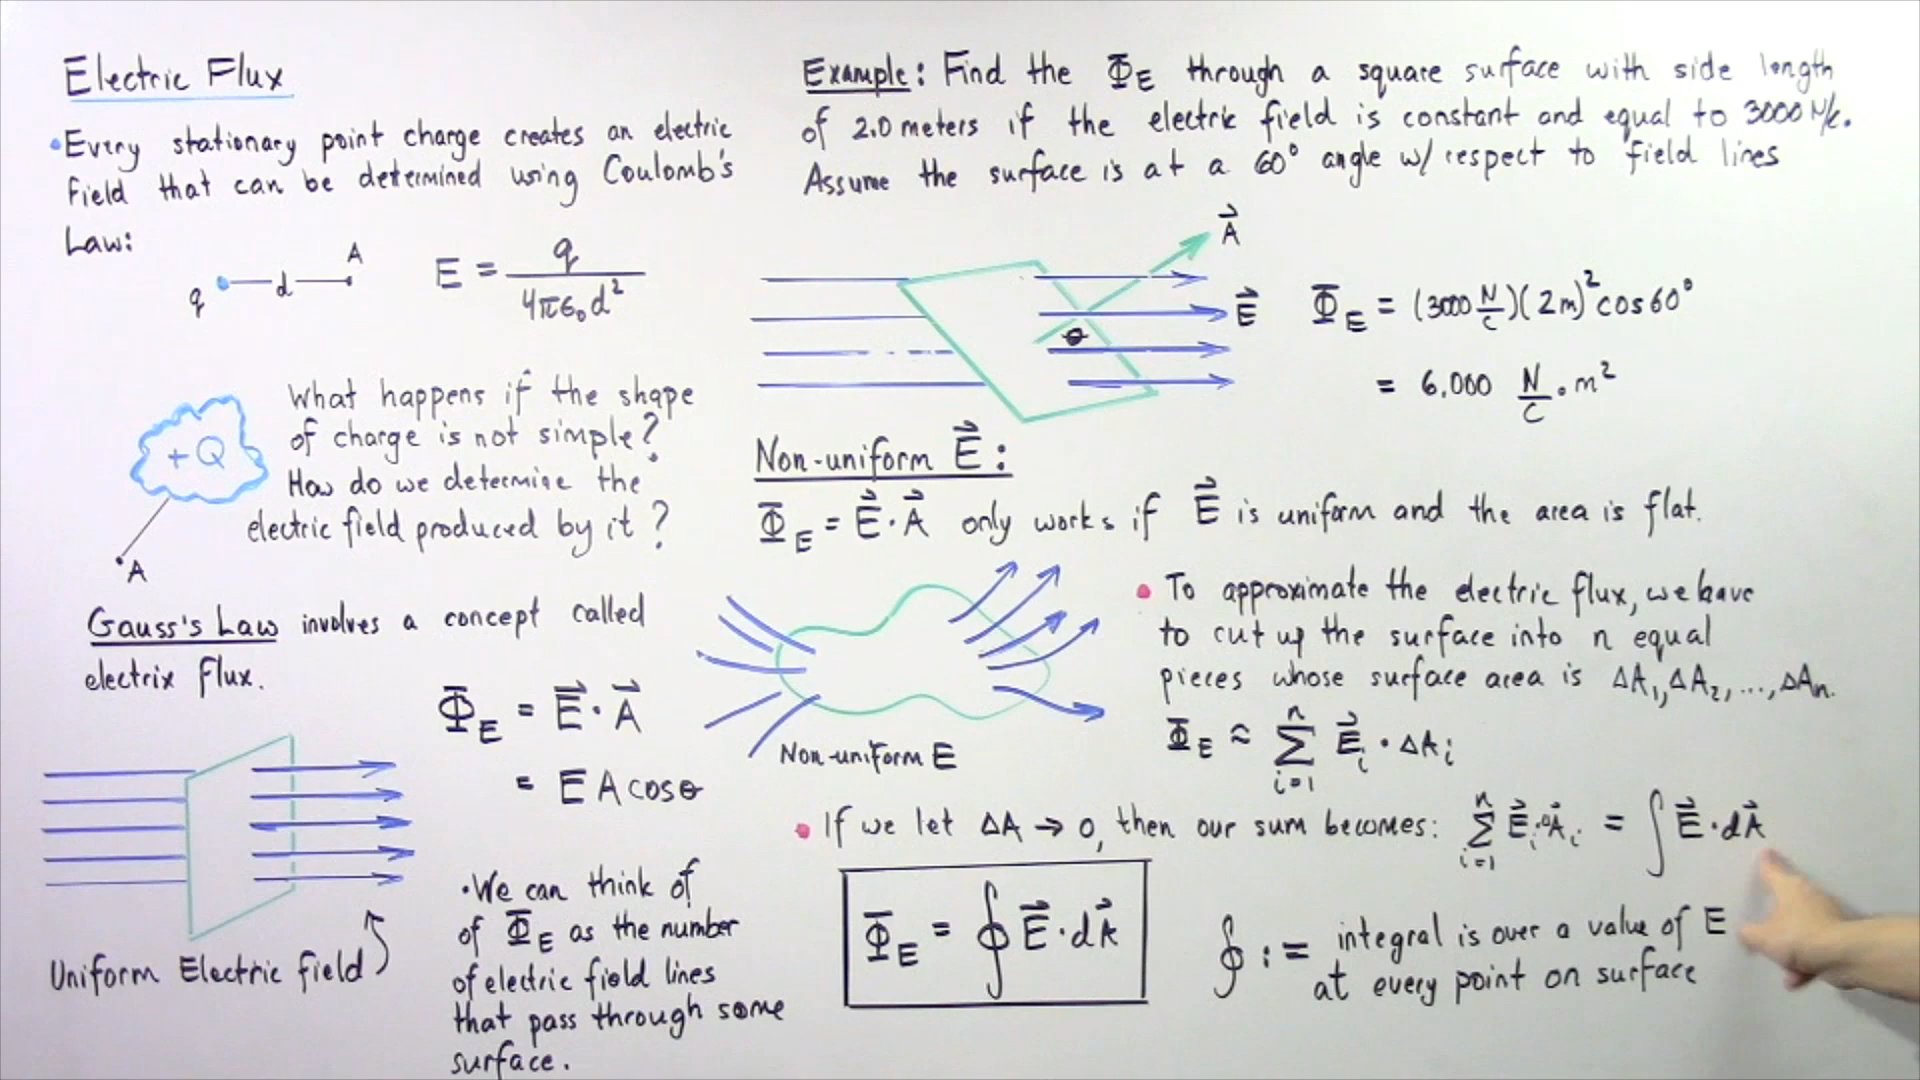 Electric Flux
• Every stationary point charge creates an electric
field that can be determined using Coulomb's
Law:
q d A
E = q / 4πε₀d²
+Q
A
What happens if the shape
of charge is not simple?
How do we determine the
electric field produced by it?
Gauss's Law involves a concept called
electrix flux.
Φ_E = E⃗ · A⃗
= E A cosθ
Uniform Electric field
• We can think of
of Φ_E as the number
of electric field lines
that pass through some
surface.
Example: Find the Φ_E through a square surface with side length
of 2.0 meters if the electric field is constant and equal to 3000 N/c.
Assume the surface is at a 60° angle w/ respect to field lines
A⃗
E⃗
θ
Φ_E = (3000 N/C)(2m)² cos60°
= 6,000 N/C · m²
Non-uniform E⃗:
Φ_E = E⃗ · A⃗ only works if E⃗ is uniform and the area is flat.
Non-uniform E
• To approximate the electric flux, we have
to cut up the surface into n equal
pieces whose surface area is ΔA₁, ΔA₂, ..., ΔAn.
Φ_E ≈ Σ_{i=1}^{n} E⃗_i · ΔA_i
• If we let ΔA → 0, then our sum becomes: Σ_{i=1}^{n} E⃗_i · ΔA⃗_i = ∫ E⃗ · dA⃗
Φ_E = ∮ E⃗ · dA⃗
∮ := integral is over a value of E
at every point on surface